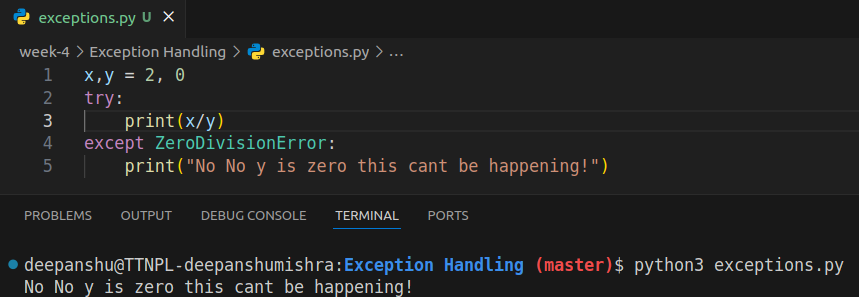 exceptions.py U ×
week-4 > Exception Handling > exceptions.py > ...
1 x,y = 2, 0
2 try:
3     print(x/y)
4 except ZeroDivisionError:
5     print("No No y is zero this cant be happening!")
PROBLEMS OUTPUT DEBUG CONSOLE TERMINAL PORTS
deepanshu@TTNPL-deepanshumishra:Exception Handling (master)$ python3 exceptions.py
No No y is zero this cant be happening!